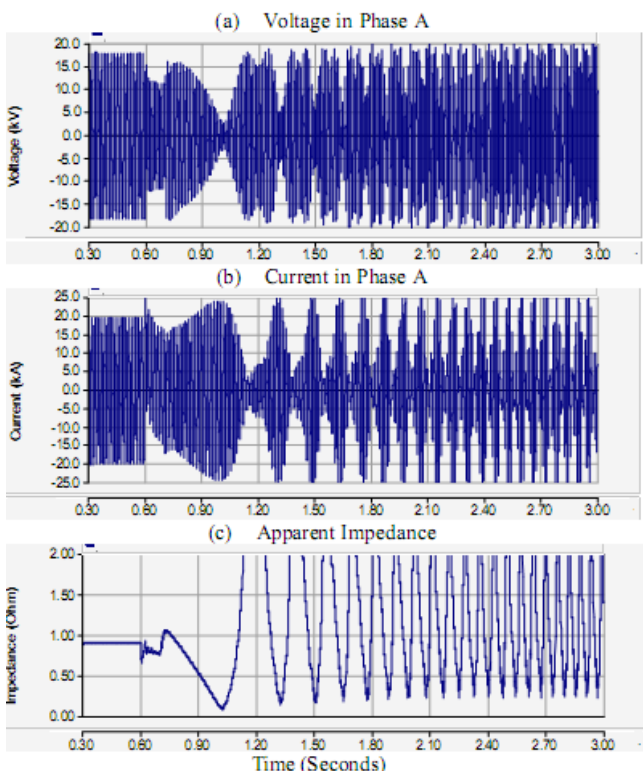 (a) Voltage in Phase A
20.0
15.0
10.0
5.0
0.0
-5.0
-10.0
-15.0
-20.0
Voltage (kV)
0.30 0.60 0.90 1.20 1.50 1.80 2.10 2.40 2.70 3.00
(b) Current in Phase A
25.0
20.0
15.0
10.0
5.0
0.0
-5.0
-10.0
-15.0
-20.0
-25.0
Current (kA)
0.30 0.60 0.90 1.20 1.50 1.80 2.10 2.40 2.70 3.00
(c) Apparent Impedance
2.00
1.50
1.00
0.50
0.00
Impedance (Ohm)
0.30 0.60 0.90 1.20 1.50 1.80 2.10 2.40 2.70 3.00
Time (Seconds)